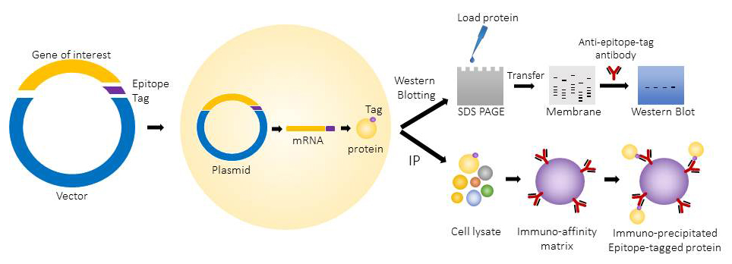 Gene of interest
Epitope
Tag
Vector
Plasmid
mRNA
Tag
protein
Western
Blotting
IP
Load protein
SDS PAGE
Transfer
Membrane
Anti-epitope-tag
antibody
Western Blot
Cell lysate
Immuno-affinity
matrix
Immuno-precipitated
Epitope-tagged protein